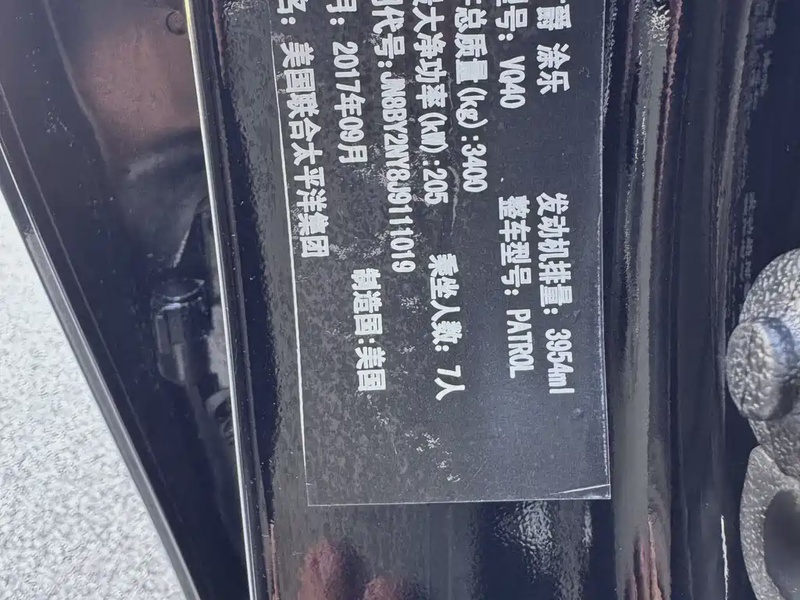 爵 涂乐
型号: VQ40 发动机排量: 3954ml
总质量(kg):3400 整车型号: PATROL
大净功率(kW):205 乘坐人数: 7人
代号:JN8BY2NY8J9111019
月: 2017年09月 制造国:美国
名: 美国联合太平洋集团